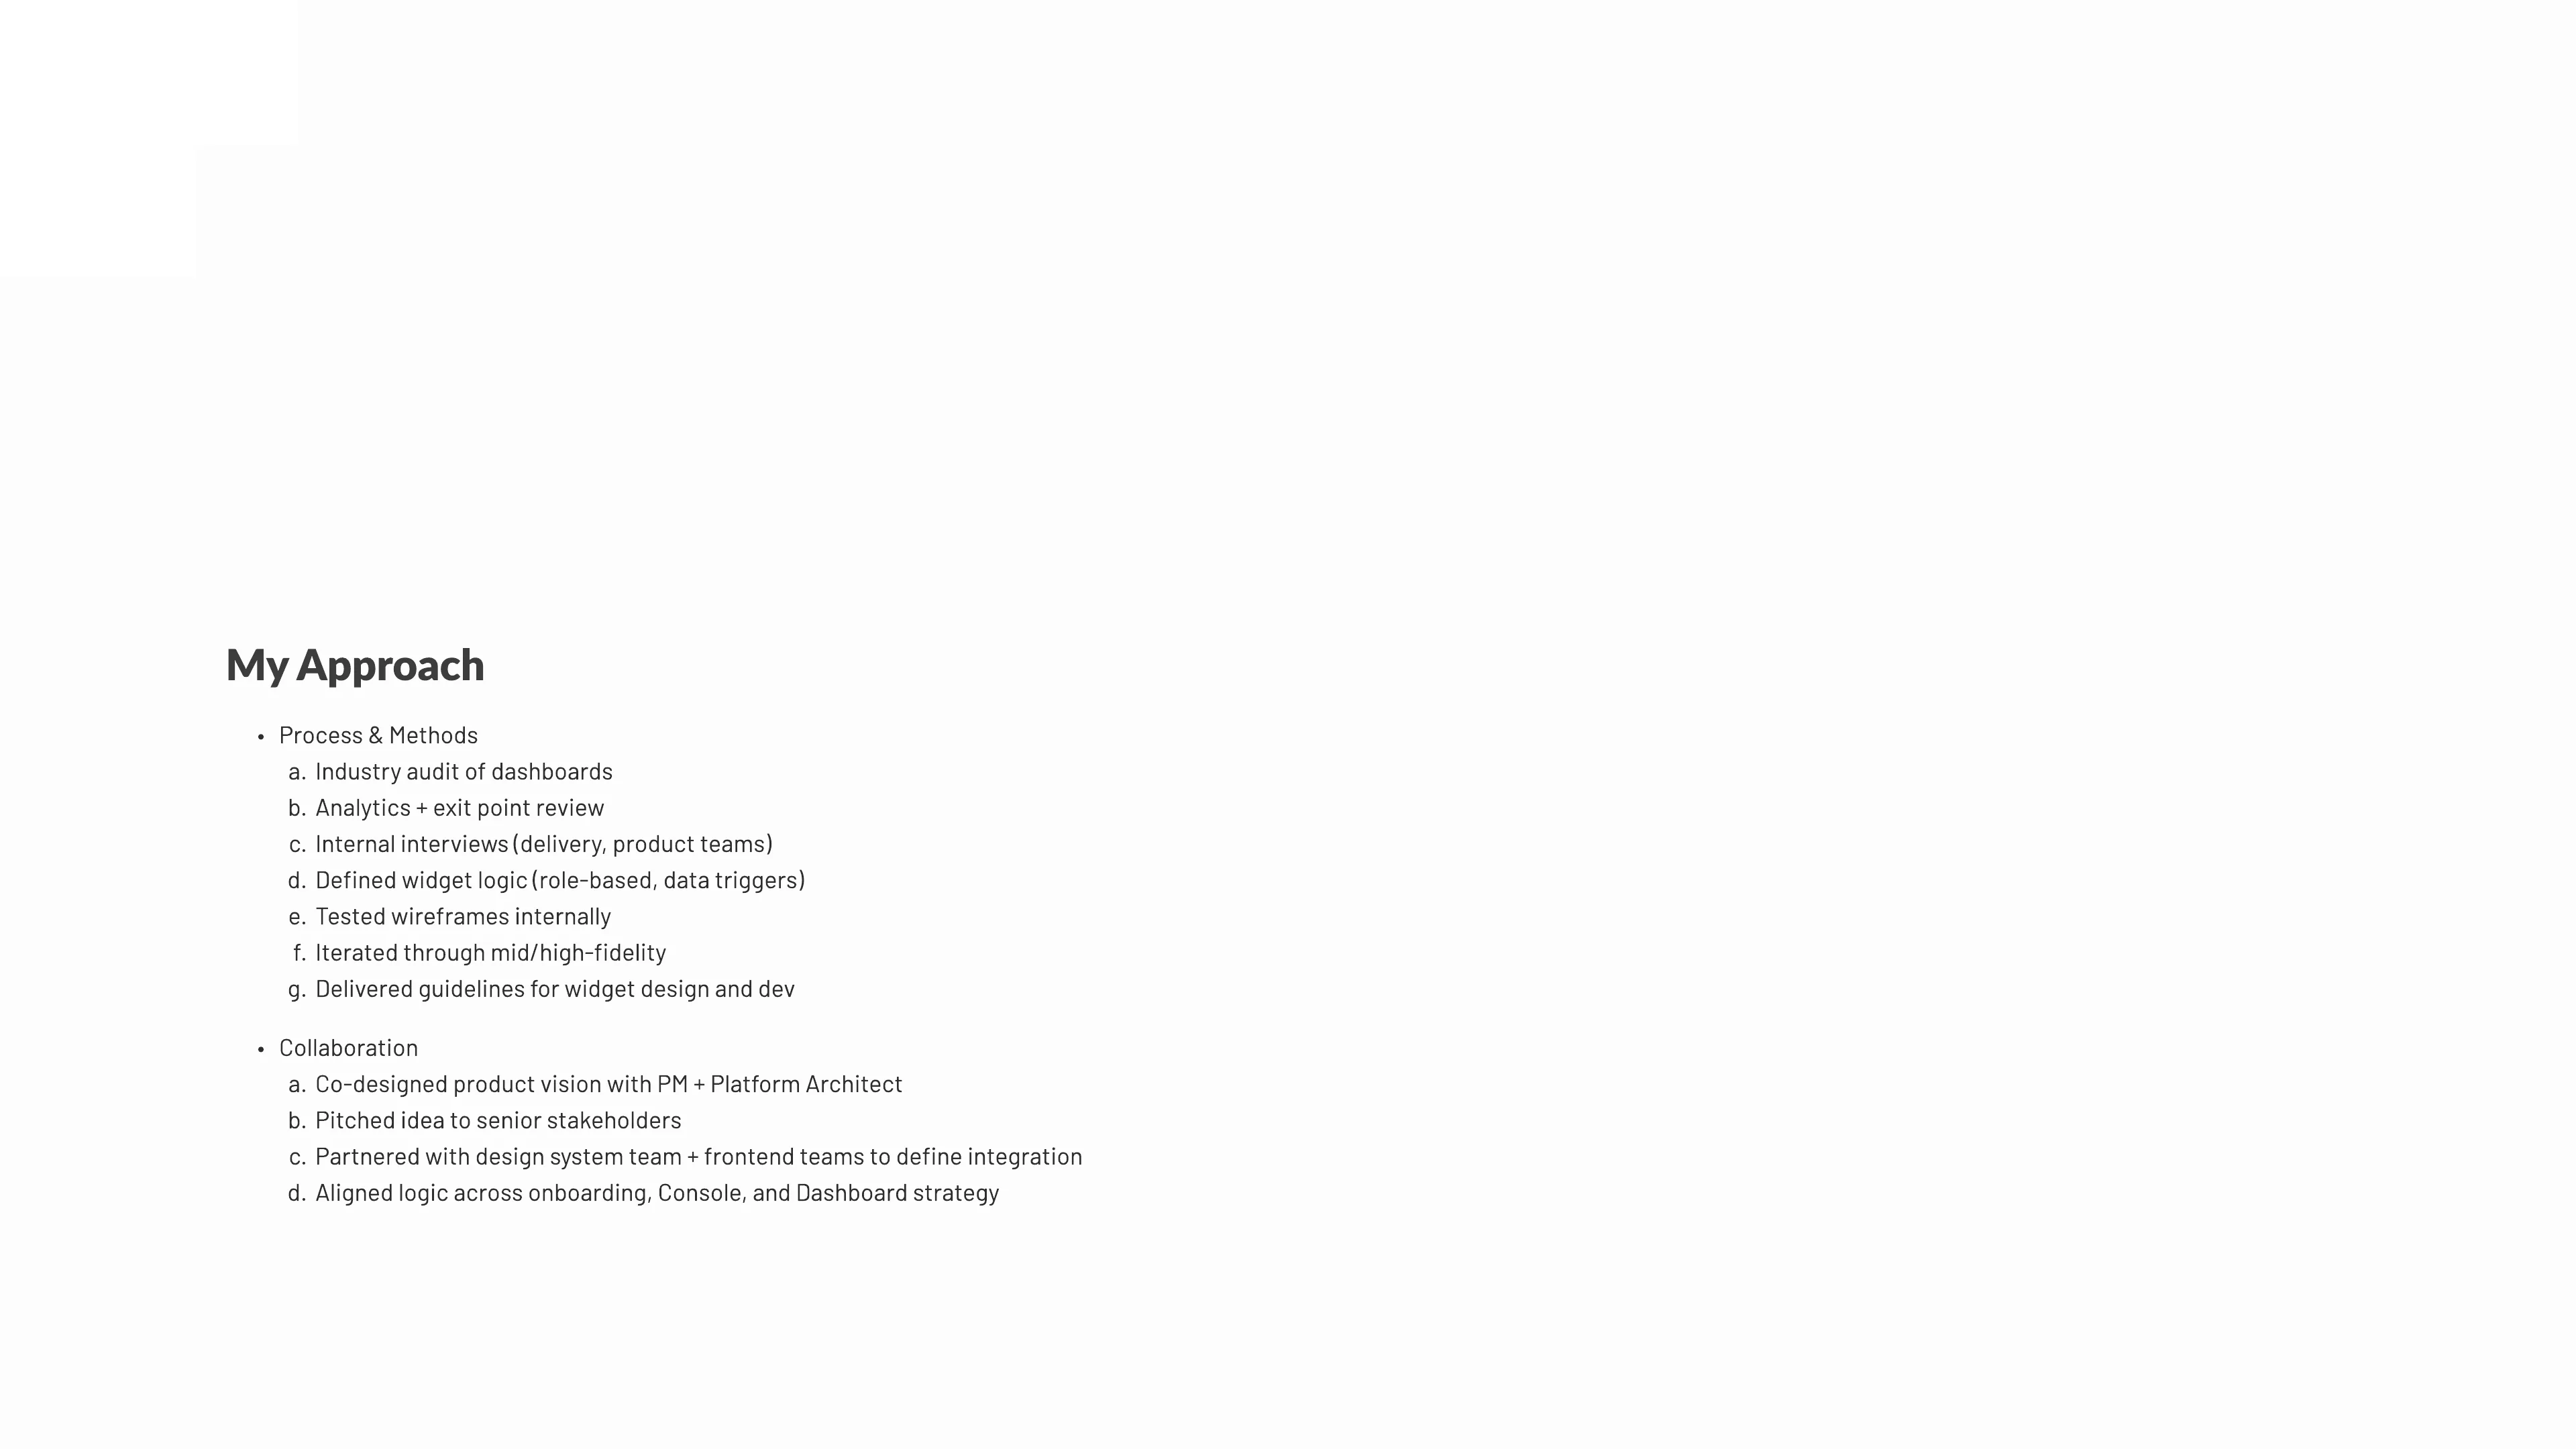 My Approach
• Process & Methods
a. Industry audit of dashboards
b. Analytics + exit point review
c. Internal interviews (delivery, product teams)
d. Defined widget logic (role-based, data triggers)
e. Tested wireframes internally
f. Iterated through mid/high-fidelity
g. Delivered guidelines for widget design and dev
• Collaboration
a. Co-designed product vision with PM + Platform Architect
b. Pitched idea to senior stakeholders
c. Partnered with design system team + frontend teams to define integration
d. Aligned logic across onboarding, Console, and Dashboard strategy